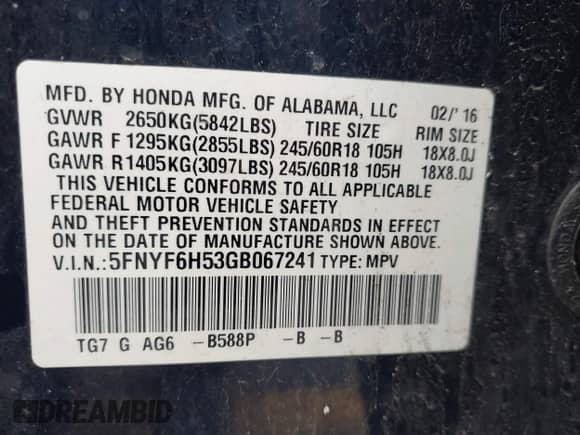 MFD. BY HONDA MFG. OF ALABAMA, LLC 02/' 16
GVWR 2650KG(5842LBS) TIRE SIZE RIM SIZE
GAWR F 1295KG(2855LBS) 245/60R18 105H 18X8.0J
GAWR R1405KG(3097LBS) 245/60R18 105H 18X8.0J
THIS VEHICLE CONFORMS TO ALL APPLICABLE
FEDERAL MOTOR VEHICLE SAFETY
AND THEFT PREVENTION STANDARDS IN EFFECT
ON THE DATE OF MANUFACTURE SHOWN ABOVE.
V.I.N.:5FNYF6H53GB067241 TYPE: MPV
TG7 G AG6 -B588P -B -B
DREAMBID